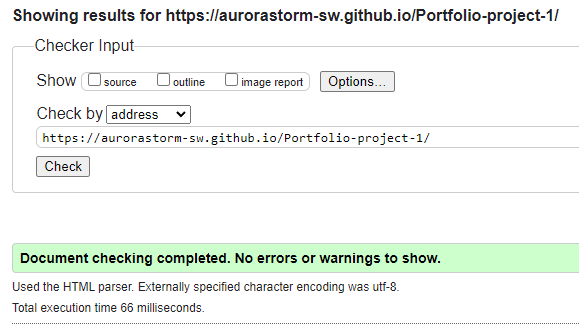 Showing results for https://aurorastorm-sw.github.io/Portfolio-project-1/
Checker Input
Show source outline image report Options...
Check by address
https://aurorastorm-sw.github.io/Portfolio-project-1/
Check
Document checking completed. No errors or warnings to show.
Used the HTML parser. Externally specified character encoding was utf-8.
Total execution time 66 milliseconds.